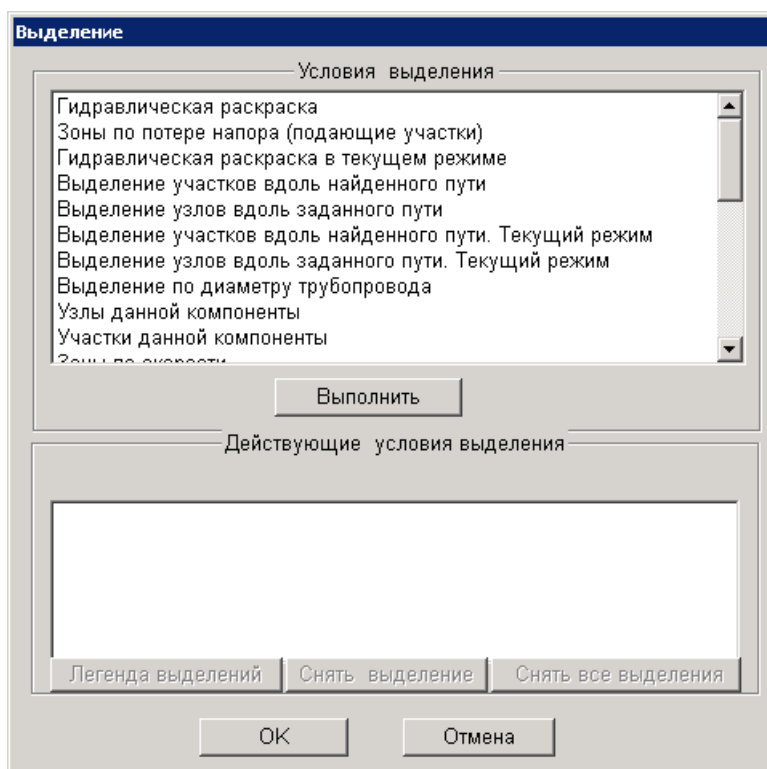 Выделение
Условия выделения
Гидравлическая раскраска
Зоны по потере напора (подающие участки)
Гидравлическая раскраска в текущем режиме
Выделение участков вдоль найденного пути
Выделение узлов вдоль заданного пути
Выделение участков вдоль найденного пути. Текущий режим
Выделение узлов вдоль заданного пути. Текущий режим
Выделение по диаметру трубопровода
Узлы данной компоненты
Участки данной компоненты
Зоны по скорости
Выполнить
Действующие условия выделения
Легенда выделений Снять выделение Снять все выделения
OK Отмена